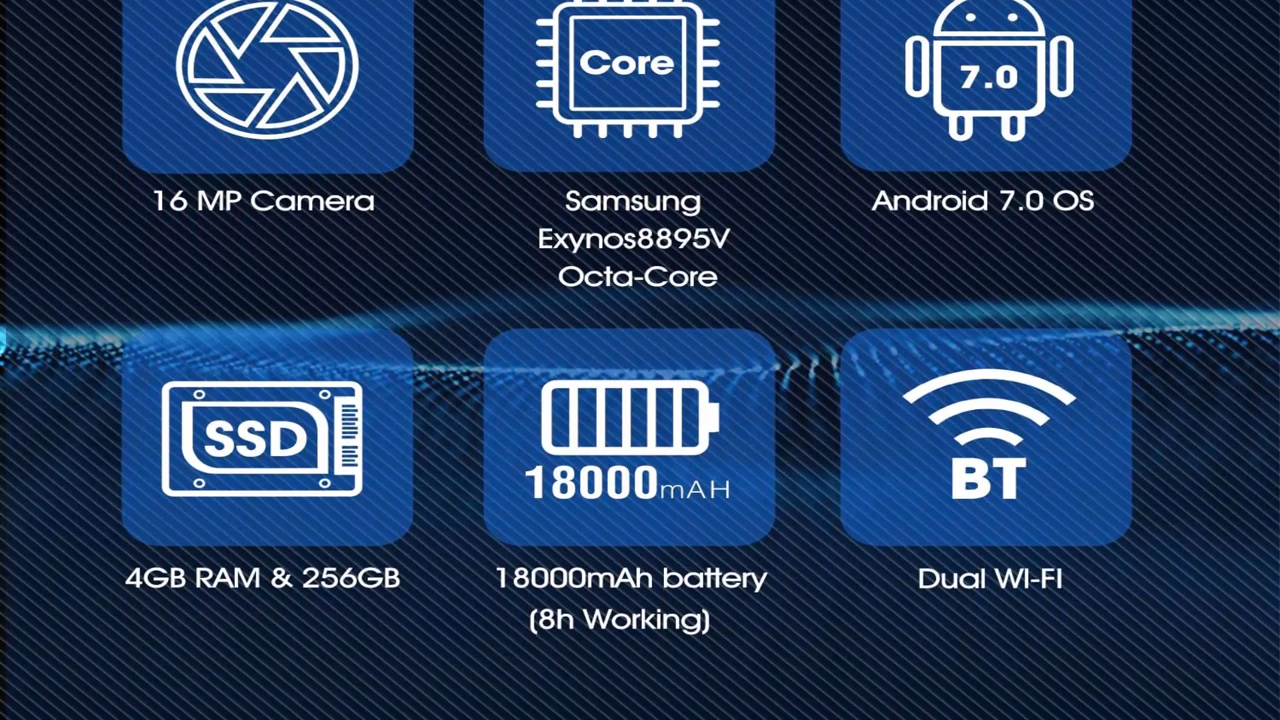 Core
7.0
16 MP Camera
Samsung
Exynos8895V
Octa-Core
Android 7.0 OS
SSD
18000mAH
BT
4GB RAM & 256GB
18000mAh battery
(8h Working)
Dual WI-FI